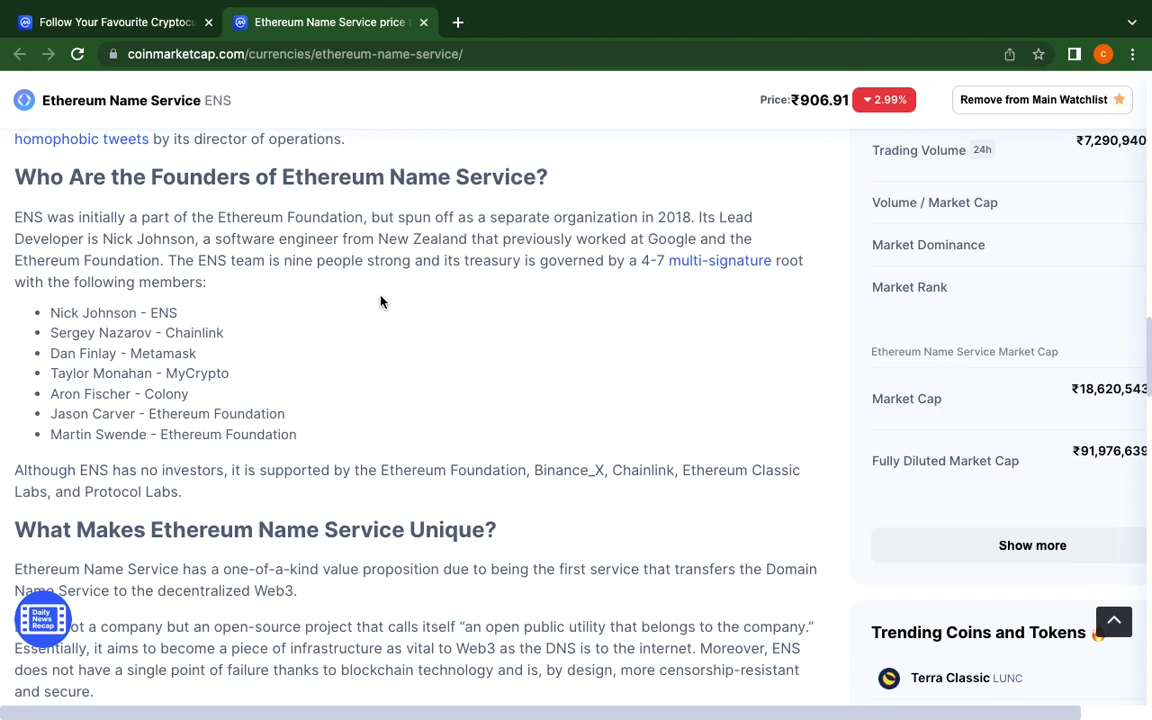 Follow Your Favourite Cryptocu
Ethereum Name Service price t
coinmarketcap.com/currencies/ethereum-name-service/
C
Ethereum Name Service ENS
Price:₹906.91
2.99%
Remove from Main Watchlist
homophobic tweets by its director of operations.
Who Are the Founders of Ethereum Name Service?
ENS was initially a part of the Ethereum Foundation, but spun off as a separate organization in 2018. Its Lead
Developer is Nick Johnson, a software engineer from New Zealand that previously worked at Google and the
Ethereum Foundation. The ENS team is nine people strong and its treasury is governed by a 4-7 multi-signature root
with the following members:
• Nick Johnson - ENS
• Sergey Nazarov - Chainlink
• Dan Finlay - Metamask
• Taylor Monahan - MyCrypto
• Aron Fischer - Colony
• Jason Carver - Ethereum Foundation
• Martin Swende - Ethereum Foundation
Although ENS has no investors, it is supported by the Ethereum Foundation, Binance_X, Chainlink, Ethereum Classic
Labs, and Protocol Labs.
What Makes Ethereum Name Service Unique?
Ethereum Name Service has a one-of-a-kind value proposition due to being the first service that transfers the Domain
Name Service to the decentralized Web3.
ot a company but an open-source project that calls itself “an open public utility that belongs to the company.”
Essentially, it aims to become a piece of infrastructure as vital to Web3 as the DNS is to the internet. Moreover, ENS
does not have a single point of failure thanks to blockchain technology and is, by design, more censorship-resistant
and secure.
Daily
News
Recap
Trading Volume 24h
₹7,290,940
Volume / Market Cap
Market Dominance
Market Rank
Ethereum Name Service Market Cap
Market Cap
₹18,620,543
Fully Diluted Market Cap
₹91,976,639
Show more
Trending Coins and Tokens 🔥
Terra Classic LUNC